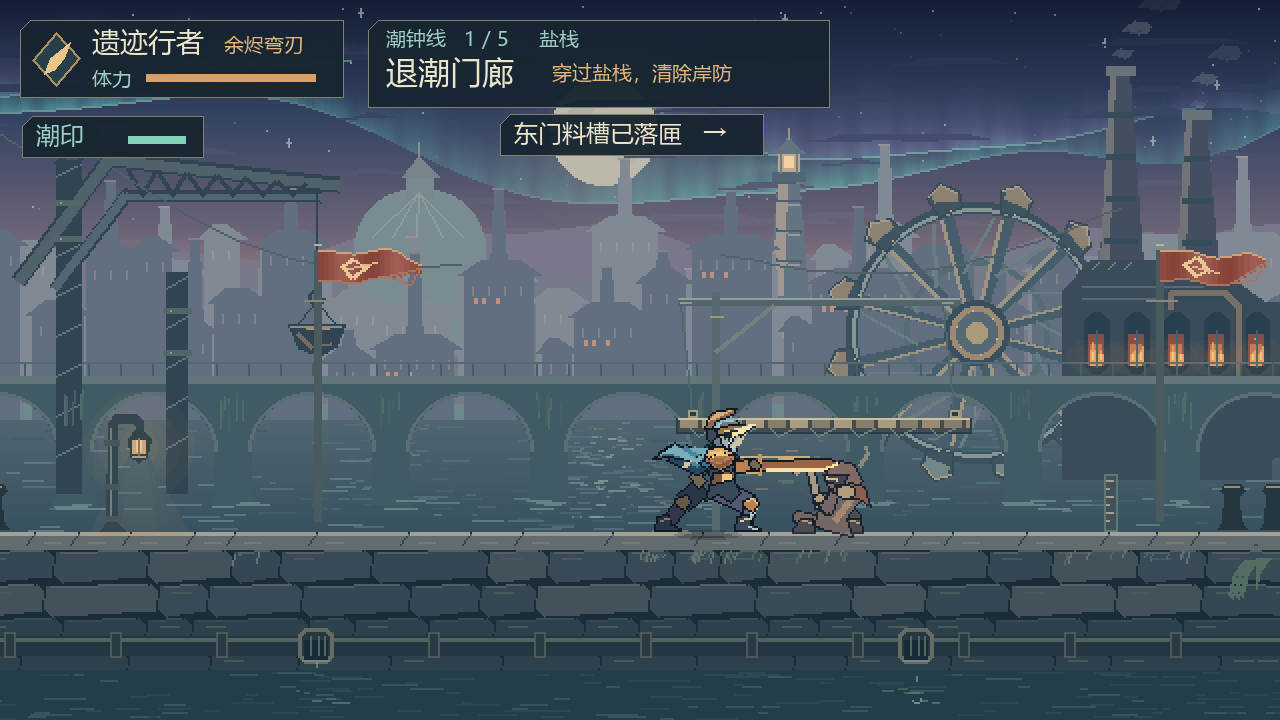 遗迹行者 余烬弯刃
体力
潮印
潮钟线 1 / 5 盐栈
退潮门廊 穿过盐栈，清除岸防
东门料槽已落匣 →